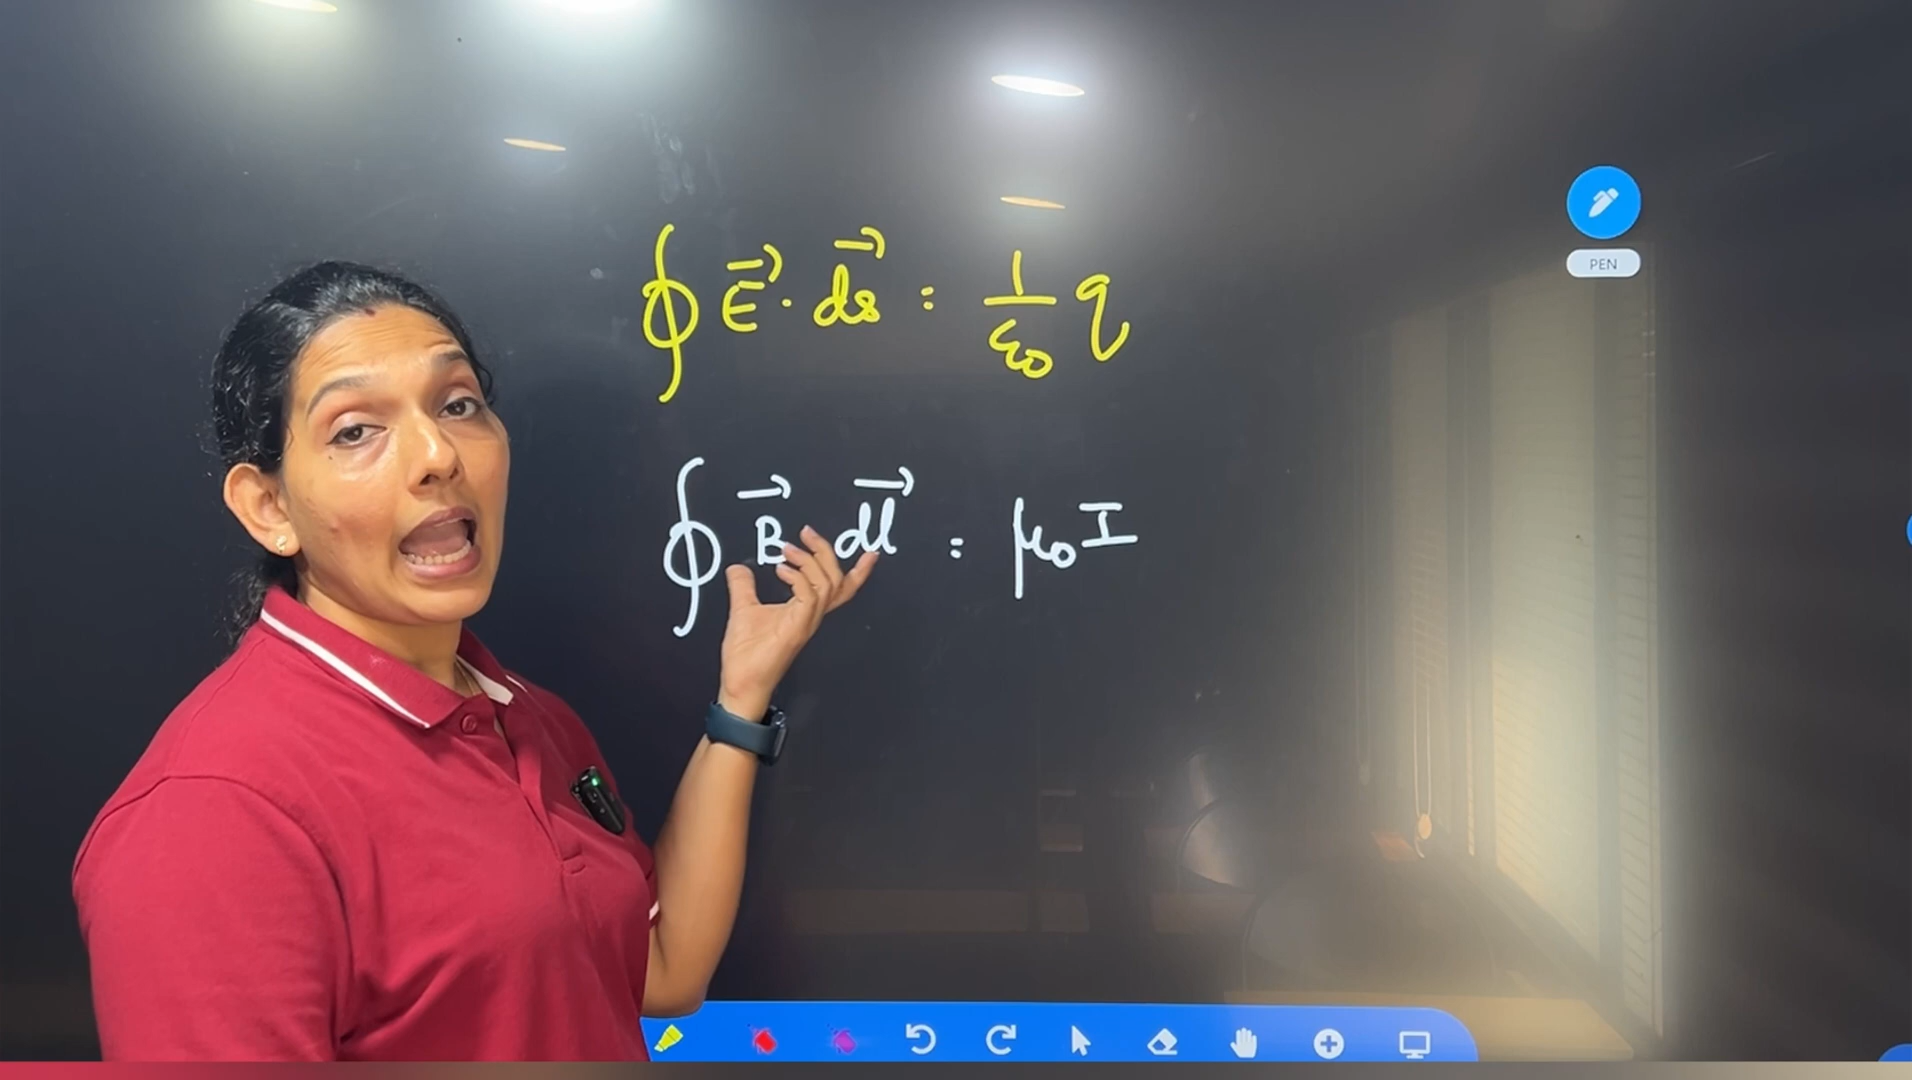 ∮ E⃗ · ds⃗ = 1/ε₀ q
PEN
∮ B⃗ · dl⃗ = μ₀ I